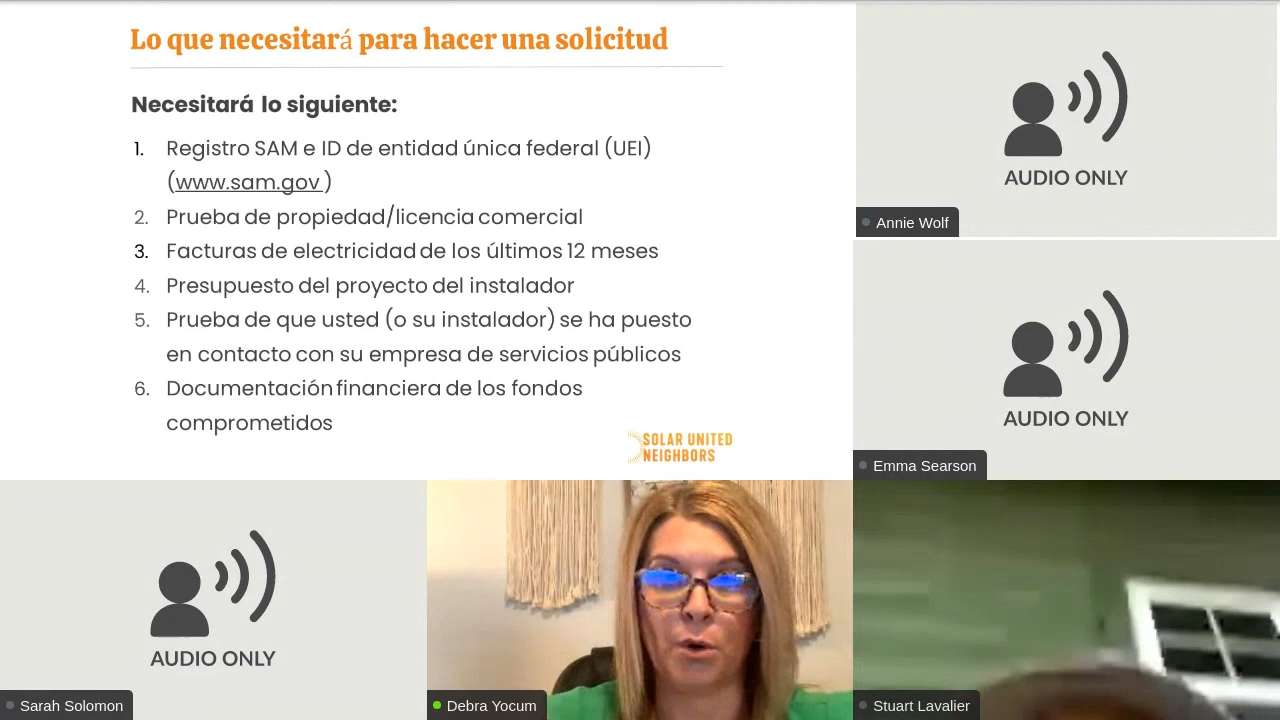 Lo que necesitará para hacer una solicitud
Necesitará lo siguiente:
1. Registro SAM e ID de entidad única federal (UEI)
(www.sam.gov )
2. Prueba de propiedad/licencia comercial
3. Facturas de electricidad de los últimos 12 meses
4. Presupuesto del proyecto del instalador
5. Prueba de que usted (o su instalador) se ha puesto
en contacto con su empresa de servicios públicos
6. Documentación financiera de los fondos
comprometidos
SOLAR UNITED
NEIGHBORS
AUDIO ONLY
Annie Wolf
AUDIO ONLY
Emma Searson
AUDIO ONLY
Sarah Solomon
Debra Yocum
Stuart Lavalier